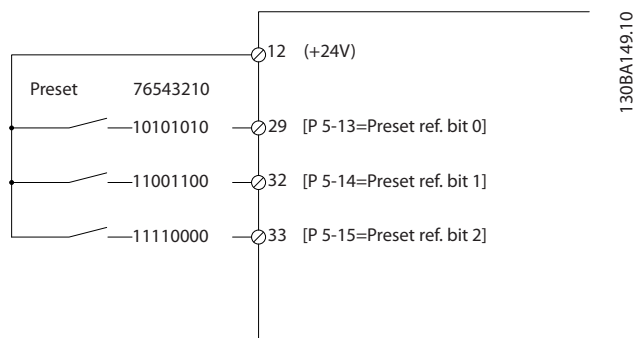 12 (+24V)
Preset 76543210
10101010 29 [P 5-13=Preset ref. bit 0]
11001100 32 [P 5-14=Preset ref. bit 1]
11110000 33 [P 5-15=Preset ref. bit 2]
130BA149.10